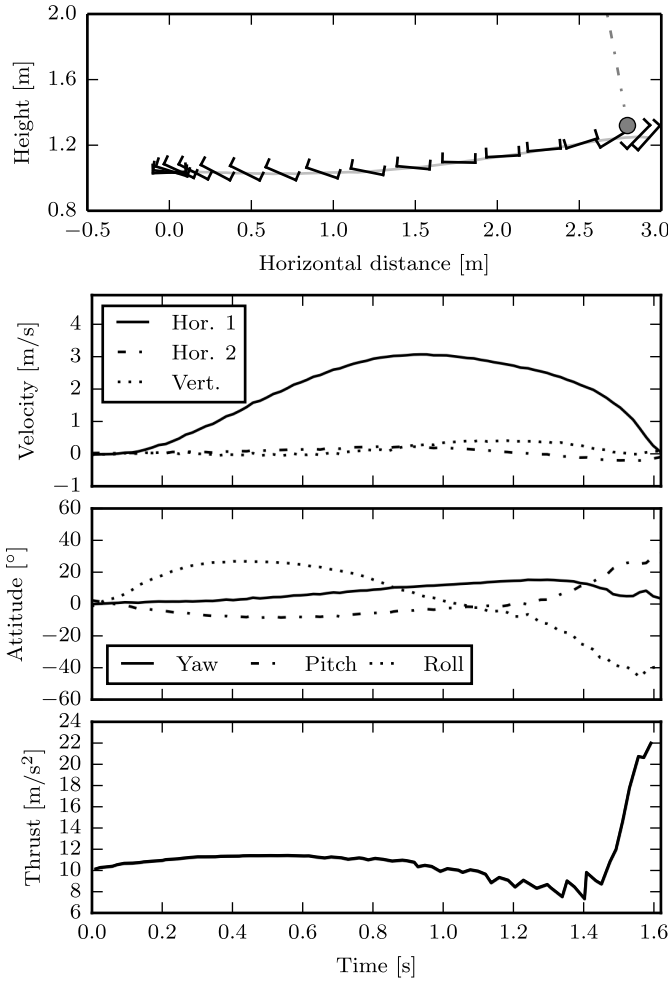 2.0
1.6
1.2
0.8
Height [m]
−0.5 0.0 0.5 1.0 1.5 2.0 2.5 3.0
Horizontal distance [m]
4
3
2
1
0
−1
Velocity [m/s]
Hor. 1
Hor. 2
Vert.
60
40
20
0
−20
−40
−60
Attitude [°]
Yaw Pitch Roll
24
22
20
18
16
14
12
10
8
6
Thrust [m/s²]
0.0 0.2 0.4 0.6 0.8 1.0 1.2 1.4 1.6
Time [s]